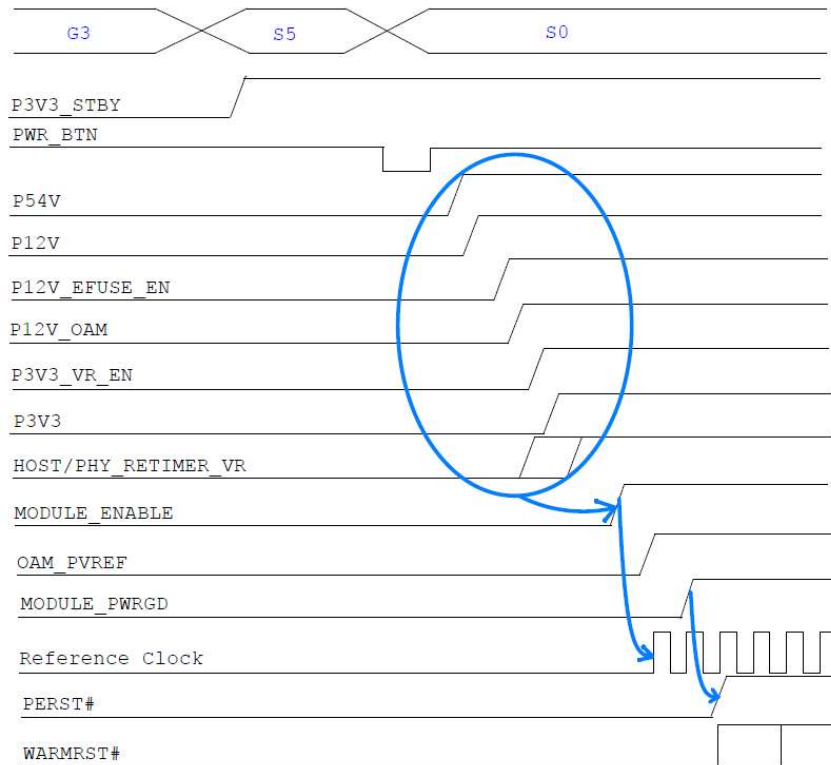 G3 S5 S0
P3V3_STBY
PWR_BTN
P54V
P12V
P12V_EFUSE_EN
P12V_OAM
P3V3_VR_EN
P3V3
HOST/PHY_RETIMER_VR
MODULE_ENABLE
OAM_PVREF
MODULE_PWRGD
Reference Clock
PERST#
WARMRST#